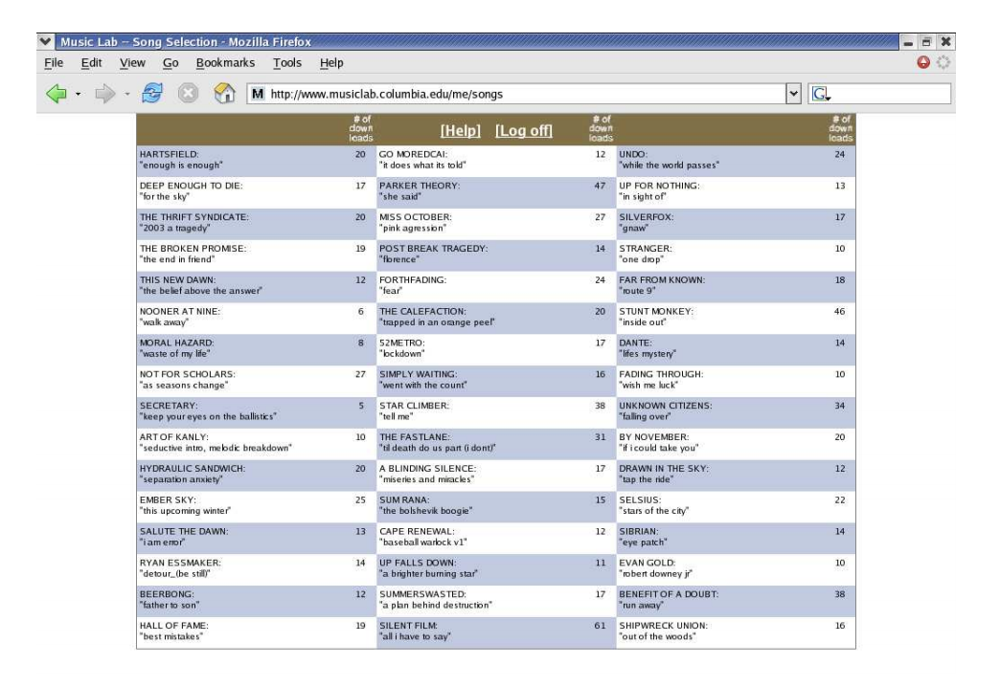 Music Lab -- Song Selection - Mozilla Firefox
File Edit View Go Bookmarks Tools Help
M http://www.musiclab.columbia.edu/me/songs G
# of down loads [Help] [Log off] # of down loads # of down loads
HARTSFIELD: 20 GO MOREDCAI: 12 UNDO: 24
"enough is enough" "it does what its told" "while the world passes"
DEEP ENOUGH TO DIE: 17 PARKER THEORY: 47 UP FOR NOTHING: 13
"for the sky" "she said" "in sight of"
THE THRIFT SYNDICATE: 20 MISS OCTOBER: 27 SILVERFOX: 17
"2003 a tragedy" "pink agression" "gnaw"
THE BROKEN PROMISE: 19 POST BREAK TRAGEDY: 14 STRANGER: 10
"the end in friend" "florence" "one drop"
THIS NEW DAWN: 12 FORTHFADING: 24 FAR FROM KNOWN: 18
"the belief above the answer" "fear" "route 9"
NOONER AT NINE: 6 THE CALEFACTION: 20 STUNT MONKEY: 46
"walk away" "trapped in an orange peel" "inside out"
MORAL HAZARD: 8 52METRO: 17 DANTE: 14
"waste of my life" "lockdown" "lifes mystery"
NOT FOR SCHOLARS: 27 SIMPLY WAITING: 16 FADING THROUGH: 10
"as seasons change" "went with the count" "wish me luck"
SECRETARY: 5 STAR CLIMBER: 38 UNKNOWN CITIZENS: 34
"keep your eyes on the ballistics" "tell me" "falling over"
ART OF KANLY: 10 THE FASTLANE: 31 BY NOVEMBER: 20
"seductive intro, melodic breakdown" "til death do us part (i dont)" "if i could take you"
HYDRAULIC SANDWICH: 20 A BLINDING SILENCE: 17 DRAWN IN THE SKY: 12
"separation anxiety" "miseries and miracles" "tap the ride"
EMBER SKY: 25 SUM RANA: 15 SELSIUS: 22
"this upcoming winter" "the bolshevik boogie" "stars of the city"
SALUTE THE DAWN: 13 CAPE RENEWAL: 12 SIBRIAN: 14
"i am error" "baseball warlock v1" "eye patch"
RYAN ESSMAKER: 14 UP FALLS DOWN: 11 EVAN GOLD: 10
"detour_(be still)" "a brighter burning star" "robert downey jr"
BEERBONG: 12 SUMMERSWASTED: 17 BENEFIT OF A DOUBT: 38
"father to son" "a plan behind destruction" "run away"
HALL OF FAME: 19 SILENT FILM: 61 SHIPWRECK UNION: 16
"best mistakes" "all i have to say" "out of the woods"